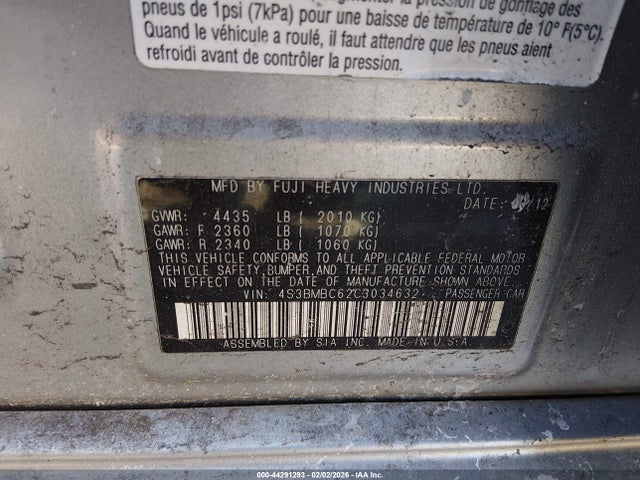 pneus de 1psi (7kPa) pour une baisse de température de 10° F(5°C).
Quand le véhicule a roulé, il faut attendre que les pneus aient
refroidi avant de contrôler la pression.
MFD BY FUJI HEAVY INDUSTRIES LTD.
DATE: /12
GVWR: 4435 LB ( 2010 KG)
GAWR: F 2360 LB ( 1070 KG)
GAWR: R 2340 LB ( 1060 KG)
THIS VEHICLE CONFORMS TO ALL APPLICABLE FEDERAL MOTOR
VEHICLE SAFETY, BUMPER, AND THEFT PREVENTION STANDARDS
IN EFFECT ON THE DATE OF MANUFACTURE SHOWN ABOVE.
VIN: 4S3BMBC62C3034632 PASSENGER CAR
ASSEMBLED BY SIA INC. MADE IN U.S.A.
000-44291293 - 02/02/2026 - IAAI Copyright